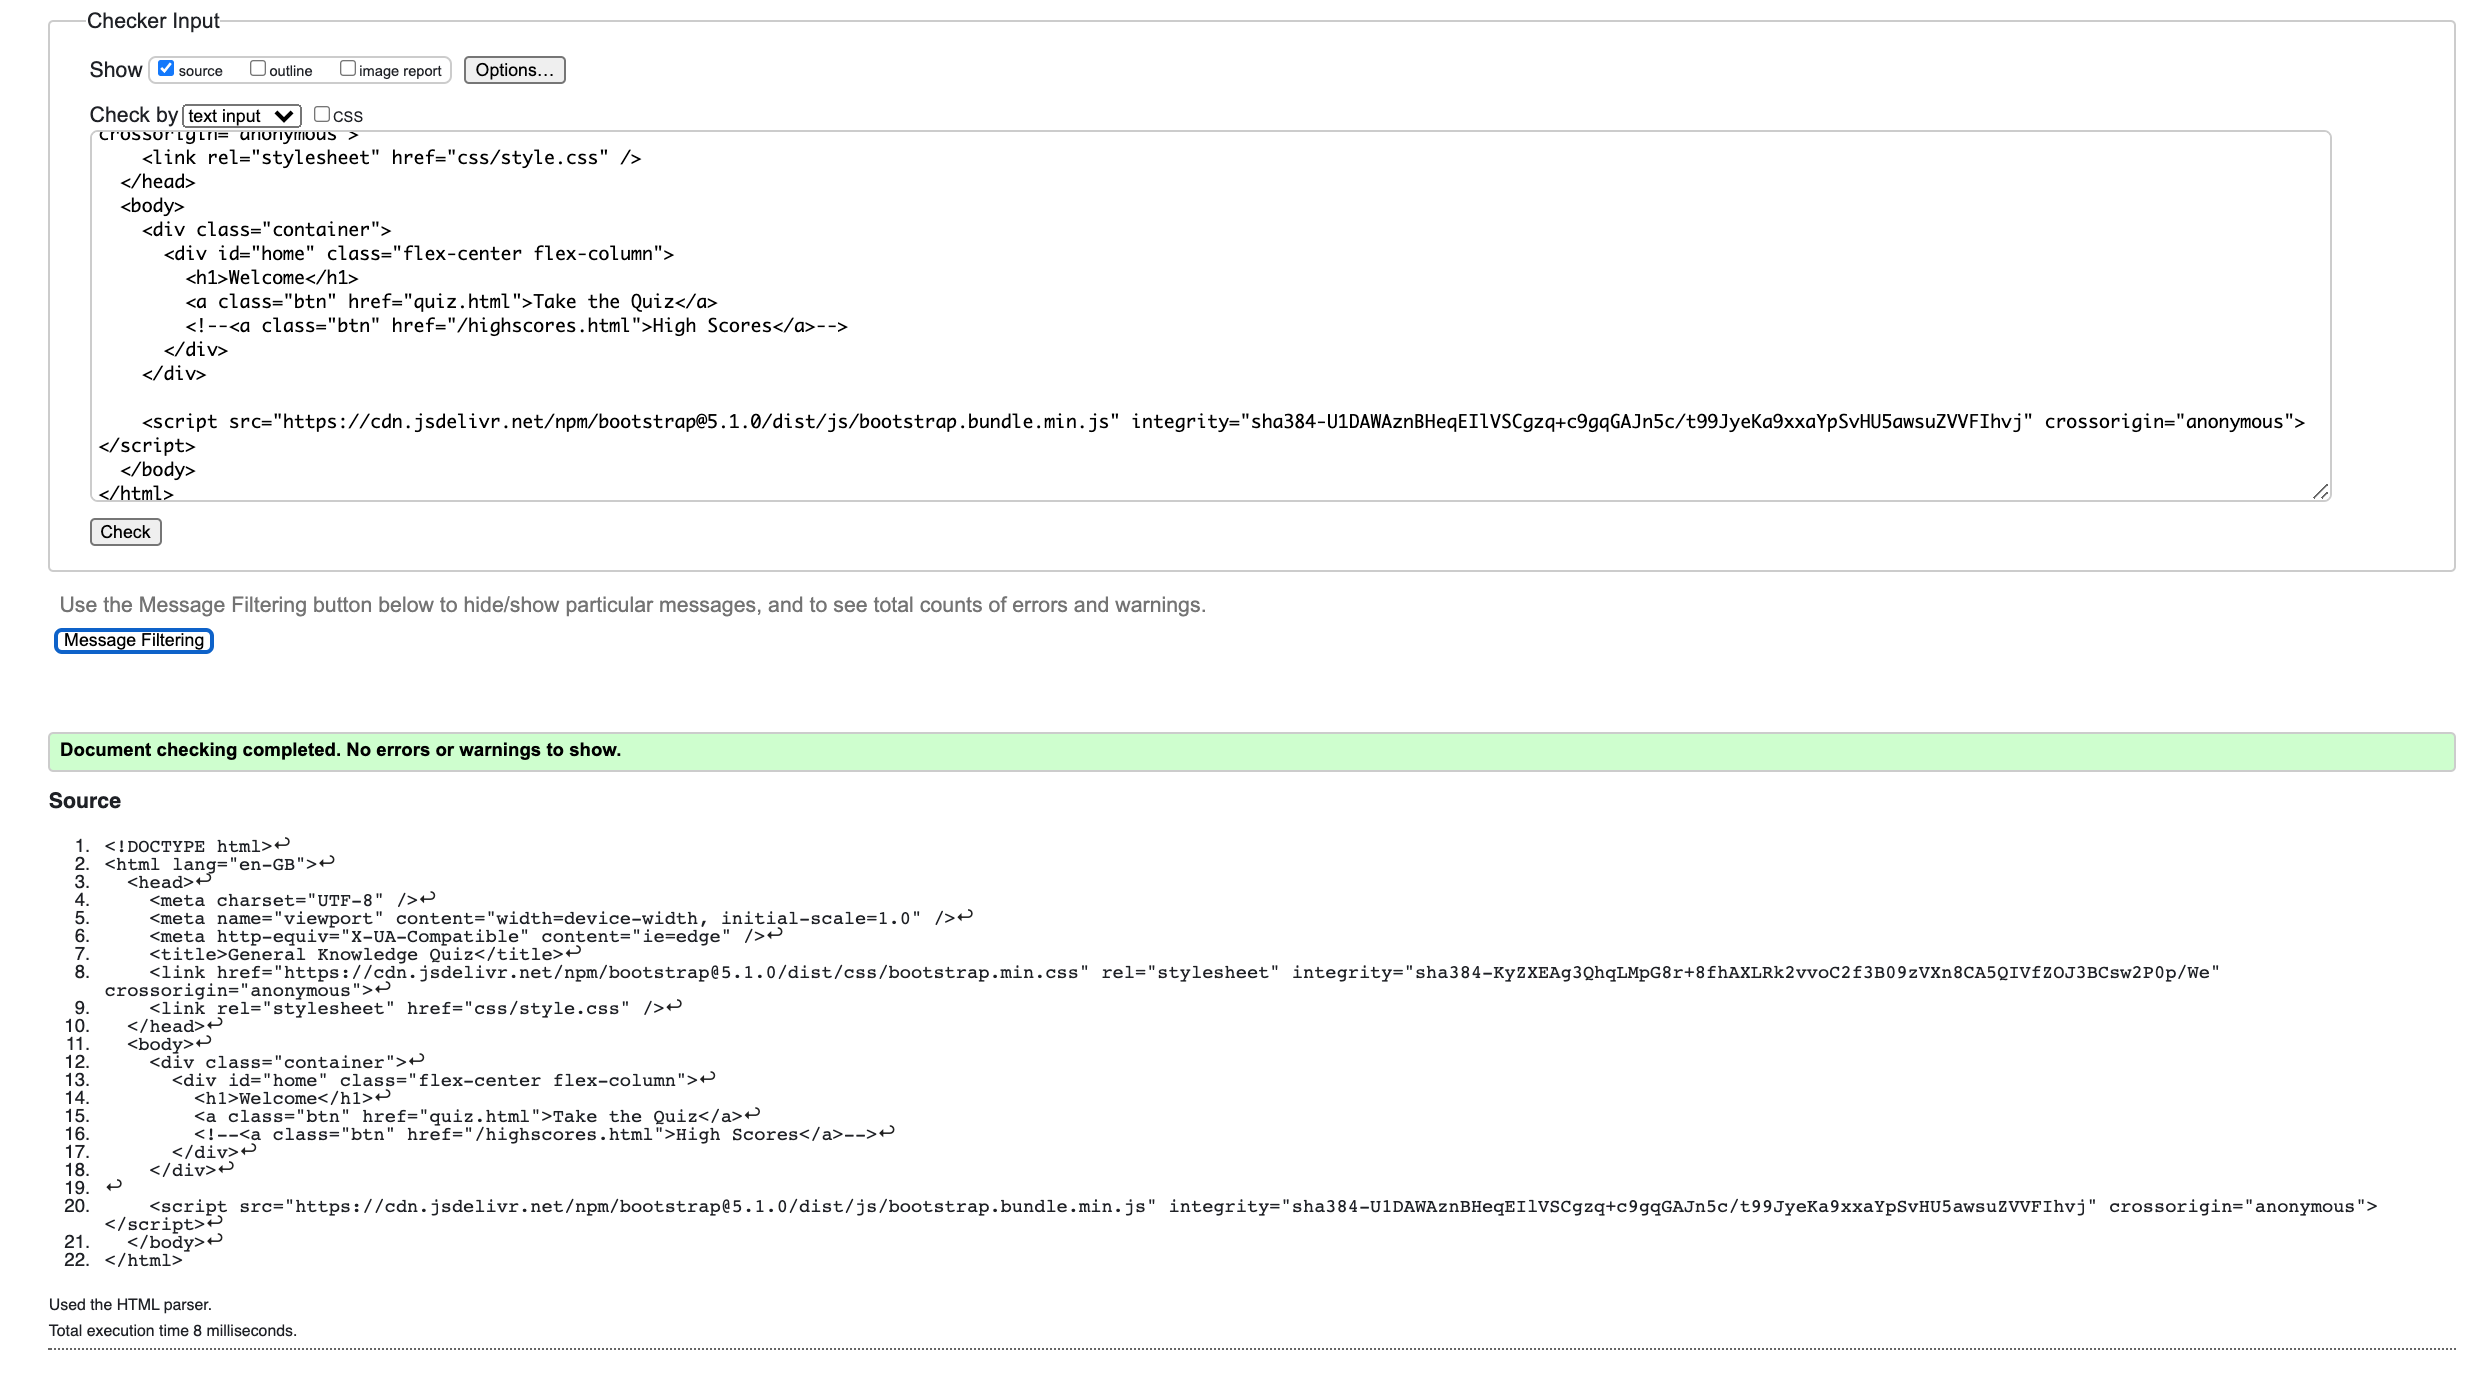 Checker Input
Show source outline image report Options...
Check by text input css
crossorigin="anonymous">
    <link rel="stylesheet" href="css/style.css" />
  </head>
  <body>
    <div class="container">
      <div id="home" class="flex-center flex-column">
        <h1>Welcome</h1>
        <a class="btn" href="quiz.html">Take the Quiz</a>
        <!--<a class="btn" href="/highscores.html">High Scores</a>-->
      </div>
    </div>
    <script src="https://cdn.jsdelivr.net/npm/bootstrap@5.1.0/dist/js/bootstrap.bundle.min.js" integrity="sha384-U1DAWAznBHeqEIlVSCgzq+c9gqGAJn5c/t99JyeKa9xxaYpSvHU5awsuZVVFIhvj" crossorigin="anonymous">
</script>
  </body>
</html>
Check
Use the Message Filtering button below to hide/show particular messages, and to see total counts of errors and warnings.
Message Filtering
Document checking completed. No errors or warnings to show.
Source
1. <!DOCTYPE html>↩
2. <html lang="en-GB">↩
3.   <head>↩
4.     <meta charset="UTF-8" />↩
5.     <meta name="viewport" content="width=device-width, initial-scale=1.0" />↩
6.     <meta http-equiv="X-UA-Compatible" content="ie=edge" />↩
7.     <title>General Knowledge Quiz</title>↩
8.     <link href="https://cdn.jsdelivr.net/npm/bootstrap@5.1.0/dist/css/bootstrap.min.css" rel="stylesheet" integrity="sha384-KyZXEAg3QhqLMpG8r+8fhAXLRk2vvoC2f3B09zVXn8CA5QIVfZOJ3BCsw2P0p/We"
crossorigin="anonymous">↩
9.     <link rel="stylesheet" href="css/style.css" />↩
10.   </head>↩
11.   <body>↩
12.     <div class="container">↩
13.       <div id="home" class="flex-center flex-column">↩
14.         <h1>Welcome</h1>↩
15.         <a class="btn" href="quiz.html">Take the Quiz</a>↩
16.         <!--<a class="btn" href="/highscores.html">High Scores</a>-->↩
17.       </div>↩
18.     </div>↩
19. ↩
20.     <script src="https://cdn.jsdelivr.net/npm/bootstrap@5.1.0/dist/js/bootstrap.bundle.min.js" integrity="sha384-U1DAWAznBHeqEIlVSCgzq+c9gqGAJn5c/t99JyeKa9xxaYpSvHU5awsuZVVFIhvj" crossorigin="anonymous">
</script>↩
21.   </body>↩
22. </html>
Used the HTML parser.
Total execution time 8 milliseconds.